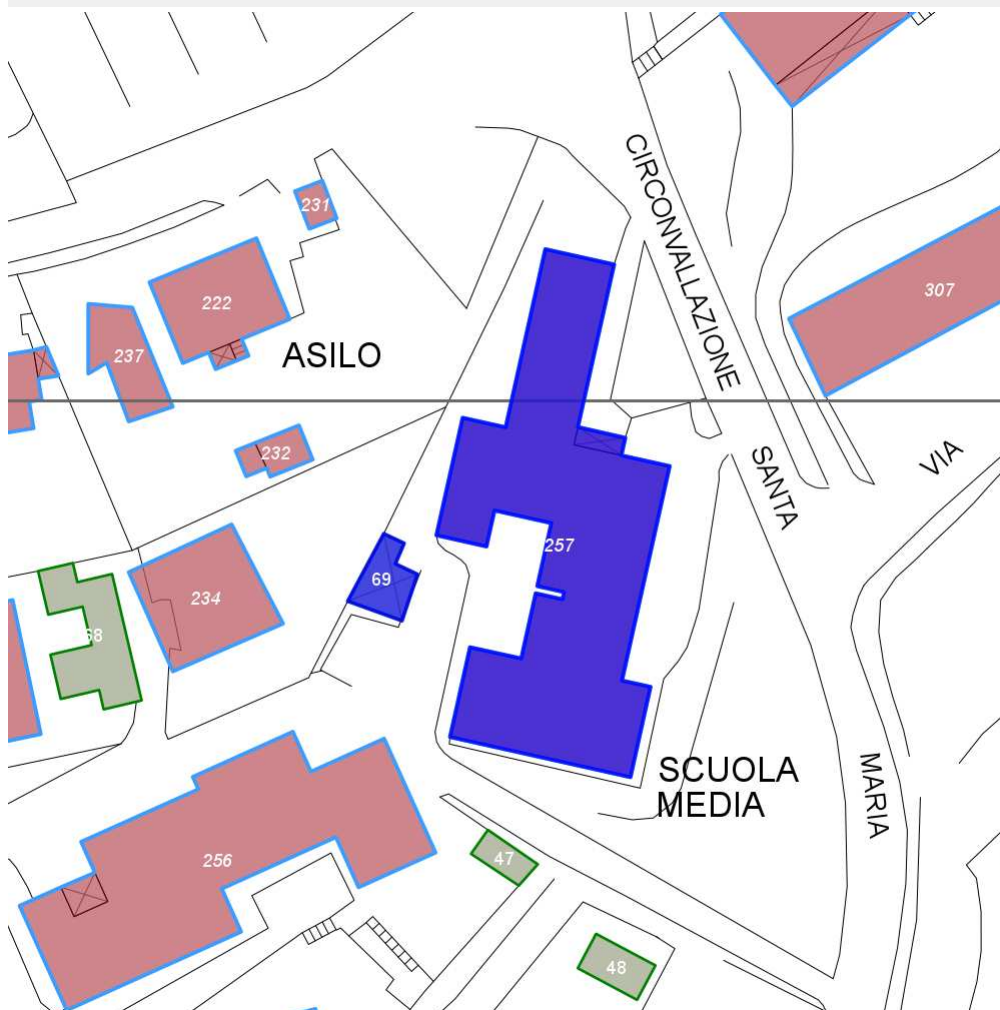 CIRCONVALLAZIONE
231
307
222
237
ASILO
232
VIA
SANTA
257
69
234
68
SCUOLA
MEDIA
MARIA
256
47
48